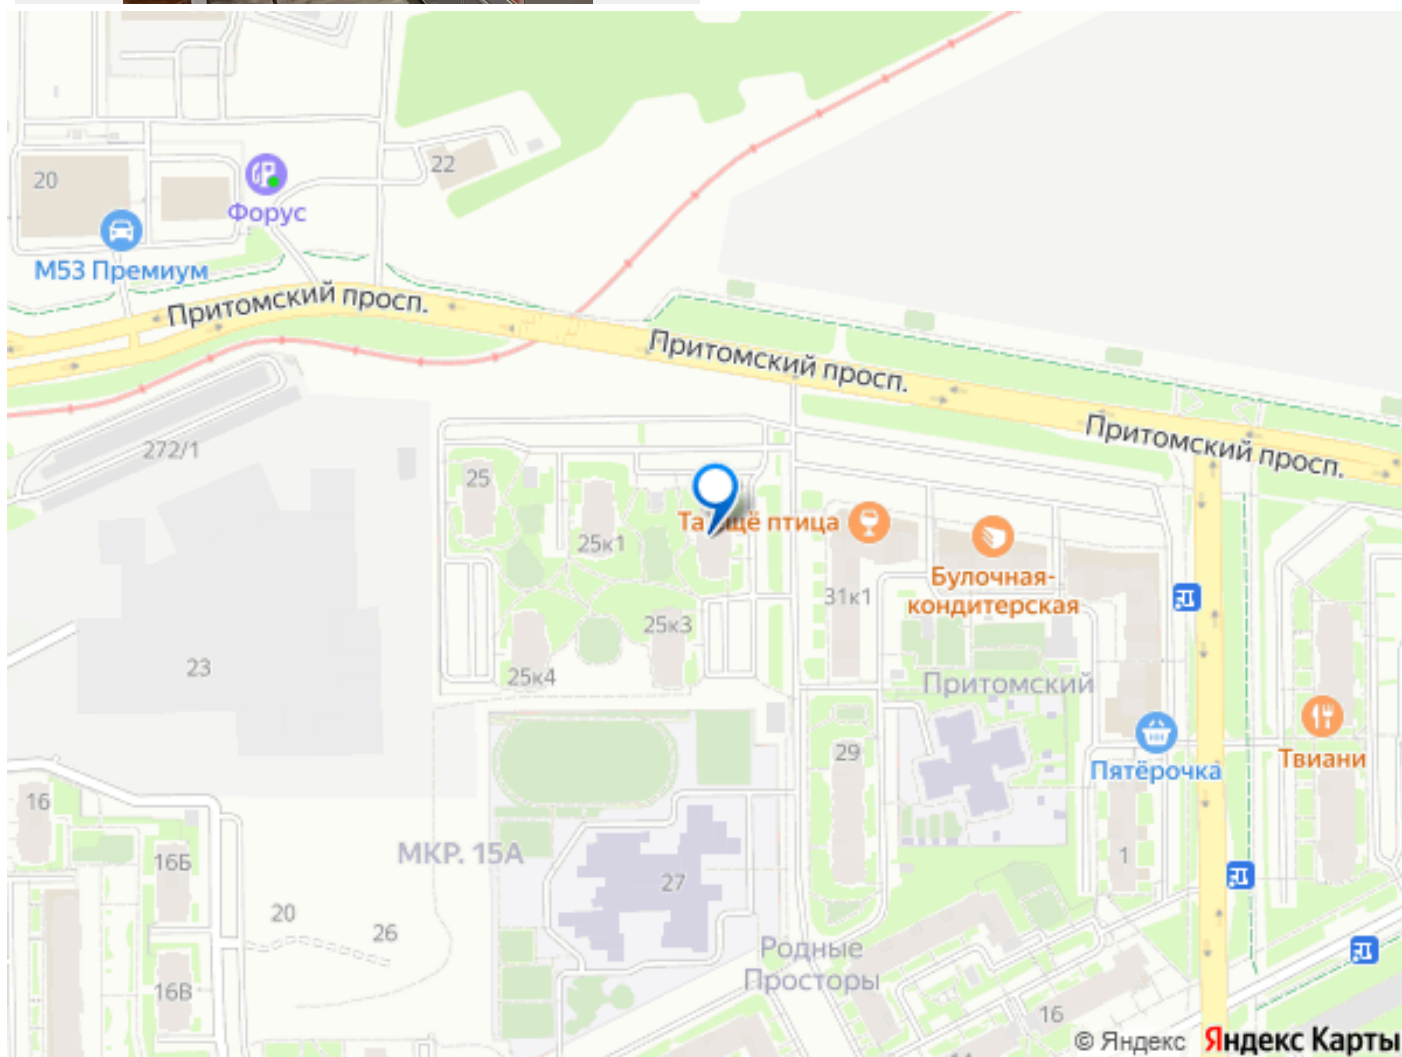 20
22
Форус
М53 Премиум
Притомский просп.
Притомский просп.
Притомский просп.
272/1
25
25к1
Та ещё птица
Булочная-
кондитерская
31к1
25к3
25к4
23
Притомский
29
Пятёрочка
Твиани
16
16Б
МКР. 15А
27
1
20
26
16В
Родные
Просторы
16
© Яндекс Яндекс Карты